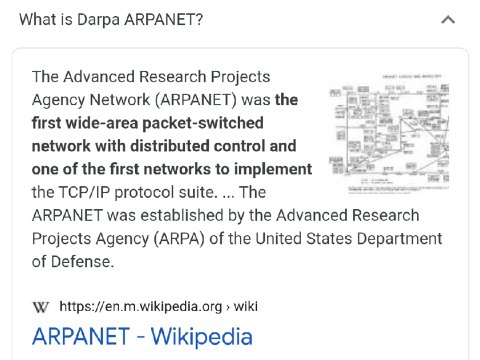 What is Darpa ARPANET?
The Advanced Research Projects
Agency Network (ARPANET) was the
first wide-area packet-switched
network with distributed control and
one of the first networks to implement
the TCP/IP protocol suite. ... The
ARPANET was established by the Advanced Research
Projects Agency (ARPA) of the United States Department
of Defense.
W https://en.m.wikipedia.org › wiki
ARPANET - Wikipedia